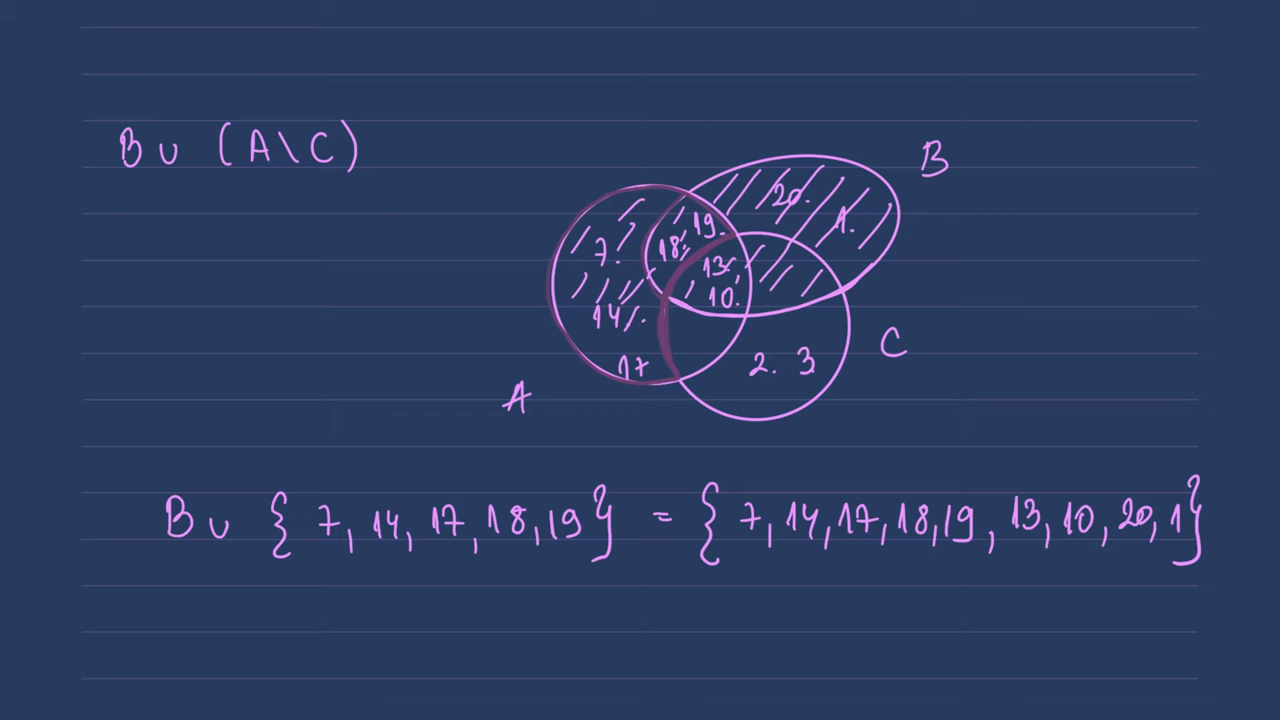 B ∪ (A\C)
B
20.
19.
1.
7.
18.
13.
10.
14.
C
17
2. 3
A
B ∪ { 7, 14, 17, 18, 19 } = { 7, 14, 17, 18, 19, 13, 10, 20, 1 }